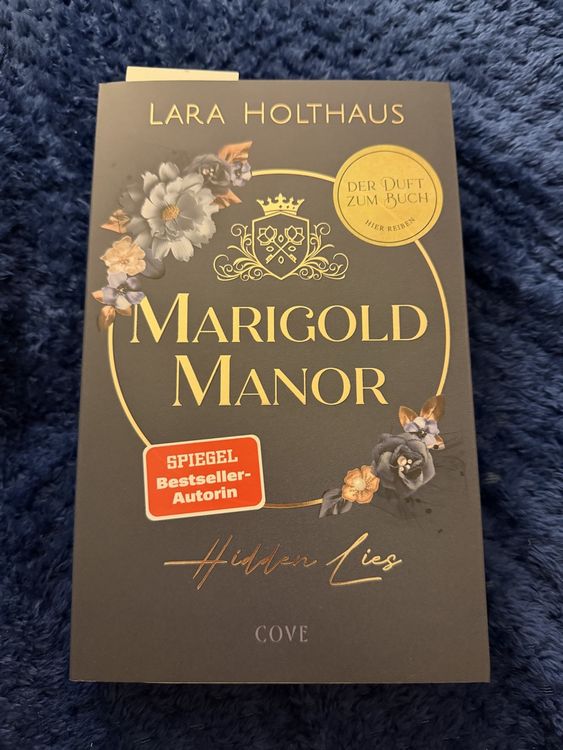 LARA HOLTHAUS
DER DUFT
ZUM BUCH
HIER REIBEN
MARIGOLD
MANOR
SPIEGEL
Bestseller-
Autorin
Hidden Lies
COVE